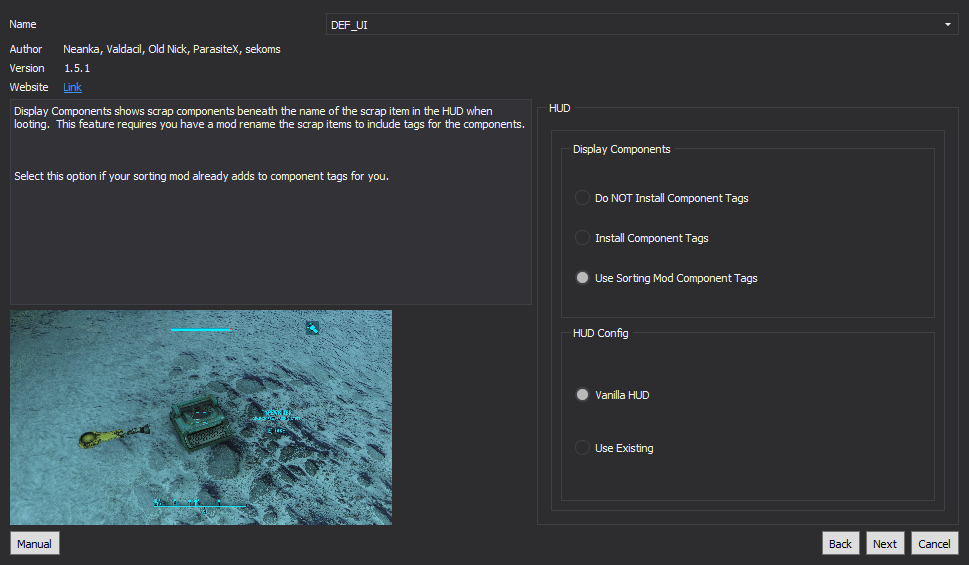 Name
DEF_UI
Author Neanka, Valdacil, Old Nick, ParasiteX, sekoms
Version 1.5.1
Website Link
Display Components shows scrap components beneath the name of the scrap item in the HUD when
looting. This feature requires you have a mod rename the scrap items to include tags for the components.
Select this option if your sorting mod already adds to component tags for you.
HUD
Display Components
Do NOT Install Component Tags
Install Component Tags
Use Sorting Mod Component Tags
HUD Config
Vanilla HUD
Use Existing
Manual
Back
Next
Cancel